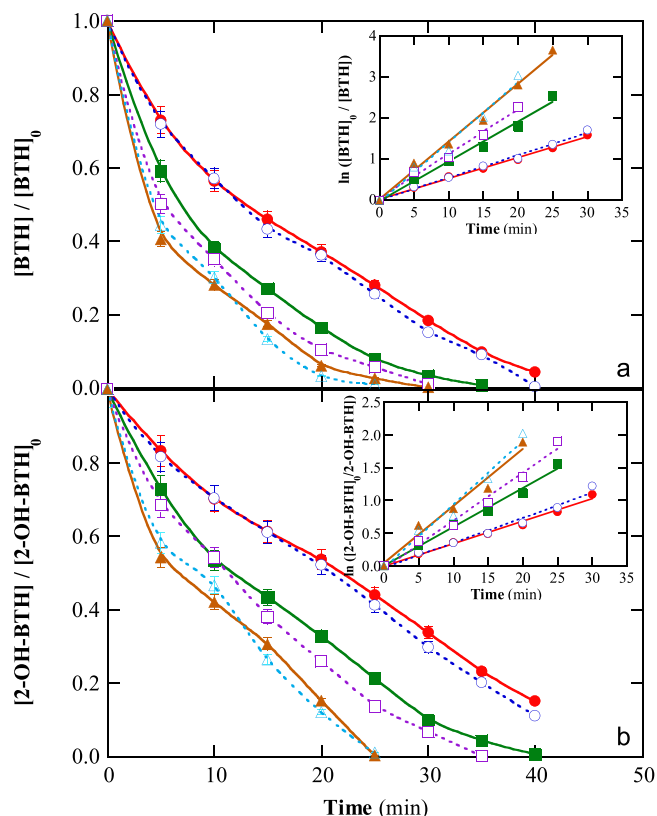 1.0
0.8
0.6
0.4
0.2
0.0
[BTH] / [BTH]0
4
3
2
1
0
ln ([BTH]0 / [BTH])
0 5 10 15 20 25 30 35
Time (min)
a
0.8
0.6
0.4
0.2
0.0
[2-OH-BTH] / [2-OH-BTH]0
2.5
2.0
1.5
1.0
0.5
0.0
ln ([2-OH-BTH]0/2-OH-BTH])
0 5 10 15 20 25 30 35
Time (min)
b
0 10 20 30 40 50
Time (min)